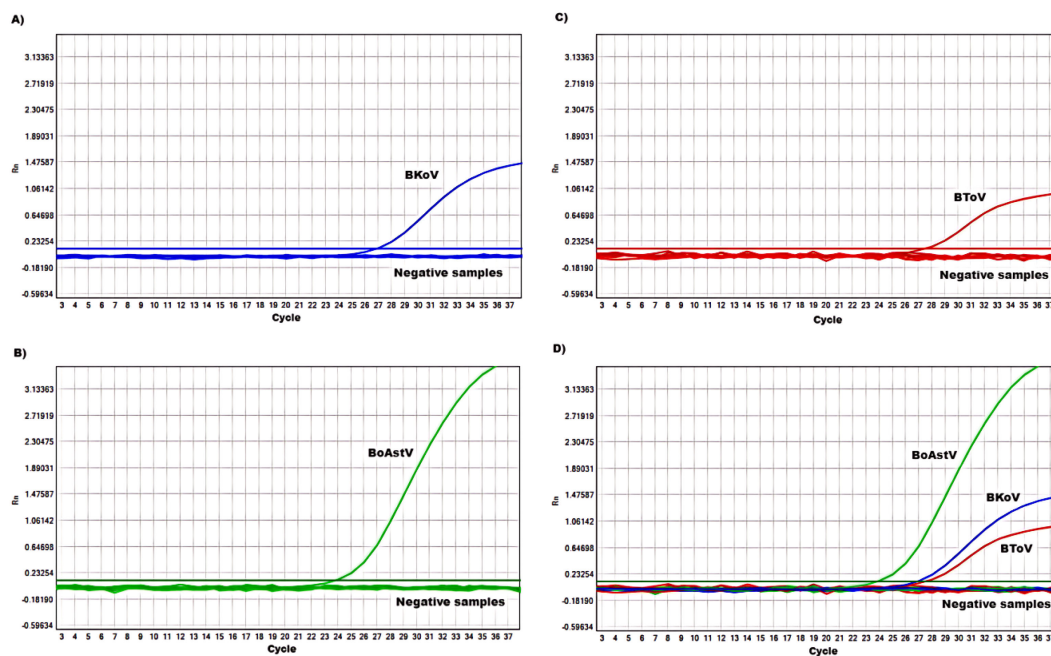 A)
3.13363
2.71919
2.30475
1.89031
1.47587
1.06142
0.64698
0.23254
-0.18190
-0.59634
Rn
BKoV
Negative samples
3 4 5 6 7 8 9 10 11 12 13 14 15 16 17 18 19 20 21 22 23 24 25 26 27 28 29 30 31 32 33 34 35 36 37
Cycle
C)
3.13363
2.71919
2.30475
1.89031
1.47587
1.06142
0.64698
0.23254
-0.18190
-0.59634
Rn
BToV
Negative samples
3 4 5 6 7 8 9 10 11 12 13 14 15 16 17 18 19 20 21 22 23 24 25 26 27 28 29 30 31 32 33 34 35 36 37
Cycle
B)
3.13363
2.71919
2.30475
1.89031
1.47587
1.06142
0.64698
0.23254
-0.18190
-0.59634
Rn
BoAstV
Negative samples
3 4 5 6 7 8 9 10 11 12 13 14 15 16 17 18 19 20 21 22 23 24 25 26 27 28 29 30 31 32 33 34 35 36 37
Cycle
D)
3.13363
2.71919
2.30475
1.89031
1.47587
1.06142
0.64698
0.23254
-0.18190
-0.59634
Rn
BoAstV
BKoV
BToV
Negative samples
3 4 5 6 7 8 9 10 11 12 13 14 15 16 17 18 19 20 21 22 23 24 25 26 27 28 29 30 31 32 33 34 35 36 37
Cycle